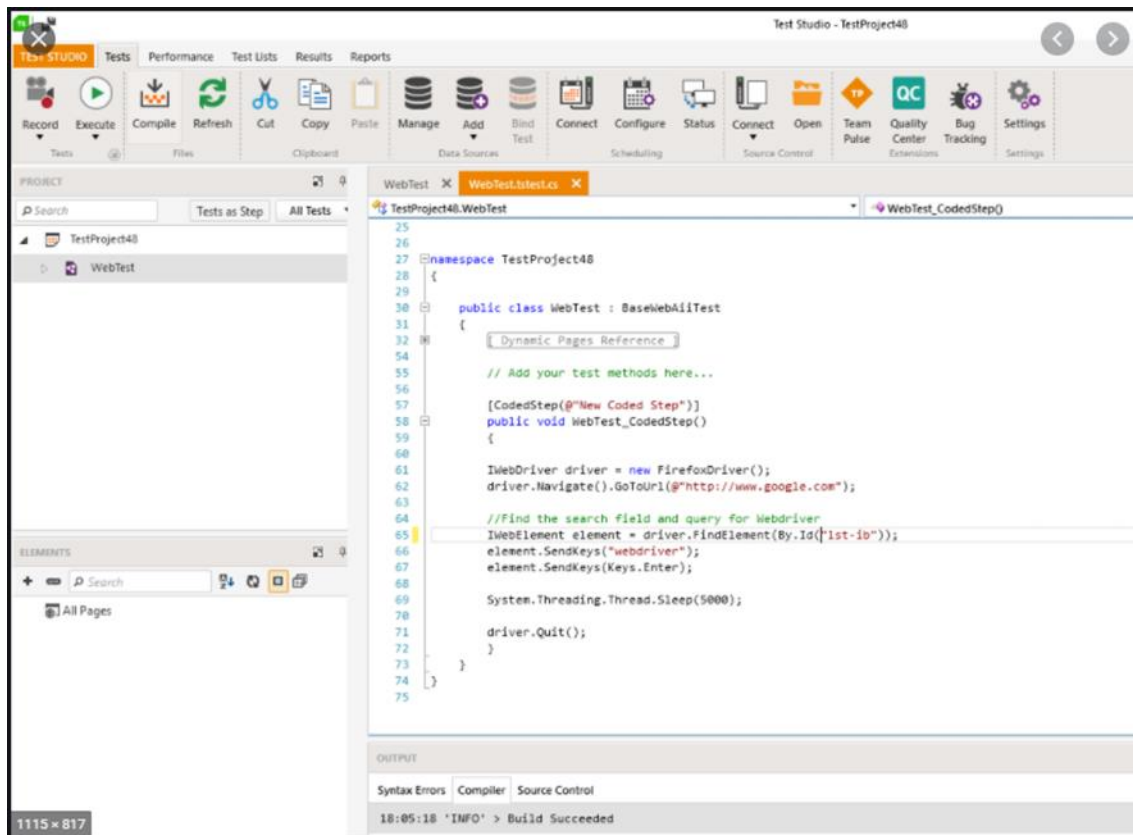 Test Studio - TestProject48
TEST STUDIO Tests Performance Test Lists Results Reports
Record Execute Compile Refresh Cut Copy Paste Manage Add Bind Test Connect Configure Status Connect Open Team Pulse Quality Center Bug Tracking Settings
Tests Files Clipboard Data Sources Scheduling Source Control Extensions Settings
PROJECT
Search Tests as Step All Tests
TestProject48
WebTest
ELEMENTS
Search
All Pages
WebTest WebTest.tstest.cs
TestProject48.WebTest WebTest_CodedStep()
25
26
27 namespace TestProject48
28 {
29
30 public class WebTest : BaseWebAiiTest
31 {
32 [ Dynamic Pages Reference ]
54
55 // Add your test methods here...
56
57 [CodedStep(@"New Coded Step")]
58 public void WebTest_CodedStep()
59 {
60
61 IWebDriver driver = new FirefoxDriver();
62 driver.Navigate().GoToUrl(@"http://www.google.com");
63
64 //Find the search field and query for Webdriver
65 IWebElement element = driver.FindElement(By.Id("lst-ib"));
66 element.SendKeys("webdriver");
67 element.SendKeys(Keys.Enter);
68
69 System.Threading.Thread.Sleep(5000);
70
71 driver.Quit();
72 }
73 }
74 }
75
OUTPUT
Syntax Errors Compiler Source Control
18:05:18 'INFO' > Build Succeeded
1115 × 817